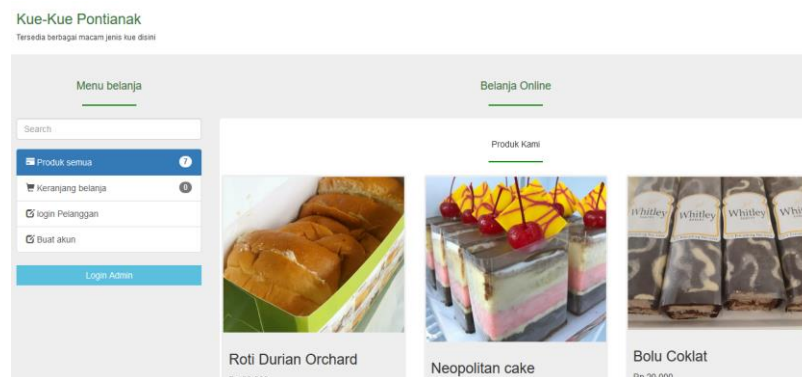 Kue-Kue Pontianak
Tersedia berbagai macam jenis kue disini
Menu belanja
Belanja Online
Search
Produk semua 7
Keranjang belanja 0
login Pelanggan
Buat akun
Login Admin
Produk Kami
Whitley Whitley Whitley Whit
Roti Durian Orchard
Neopolitan cake
Bolu Coklat